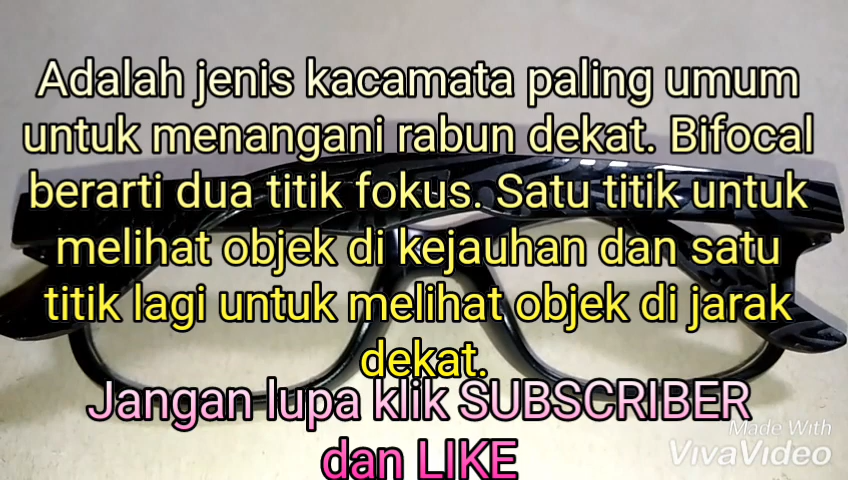 Adalah jenis kacamata paling umum
untuk menangani rabun dekat. Bifocal
berarti dua titik fokus. Satu titik untuk
melihat objek di kejauhan dan satu
titik lagi untuk melihat objek di jarak
dekat.
Jangan lupa klik SUBSCRIBER
dan LIKE
Made With
VivaVideo